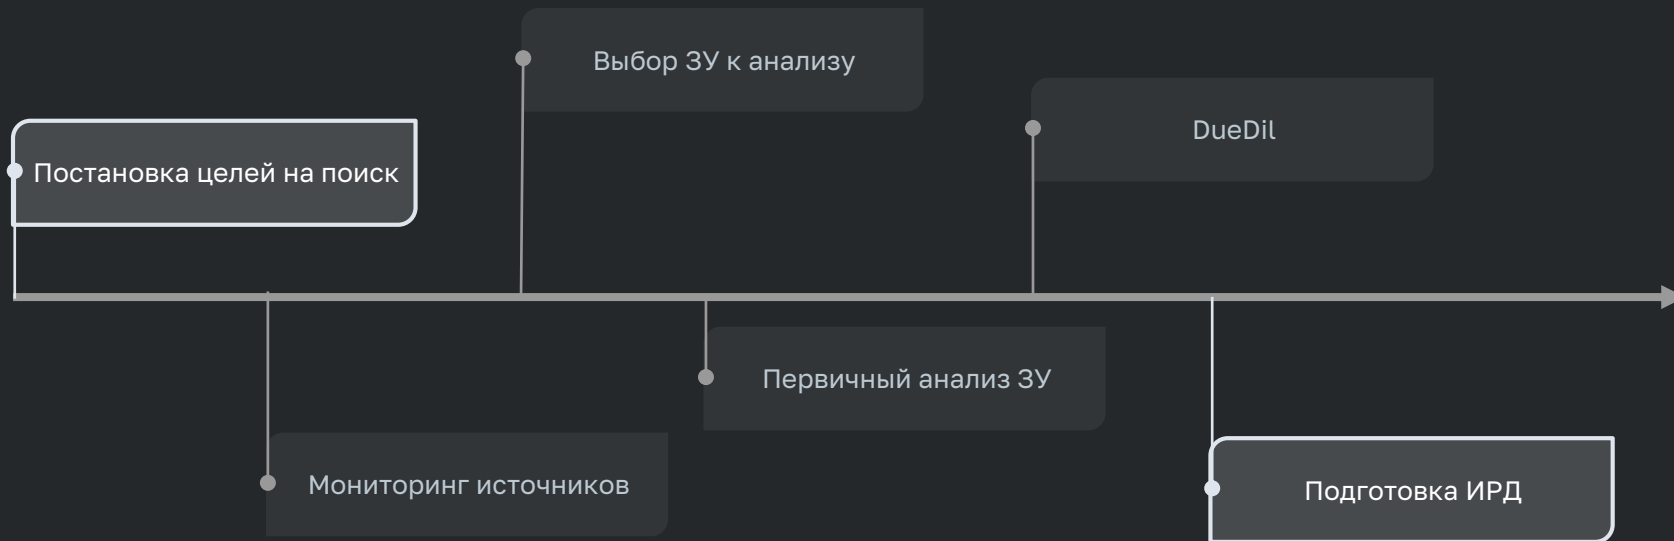 Выбор ЗУ к анализу
DueDil
Постановка целей на поиск
Первичный анализ ЗУ
Мониторинг источников
Подготовка ИРД